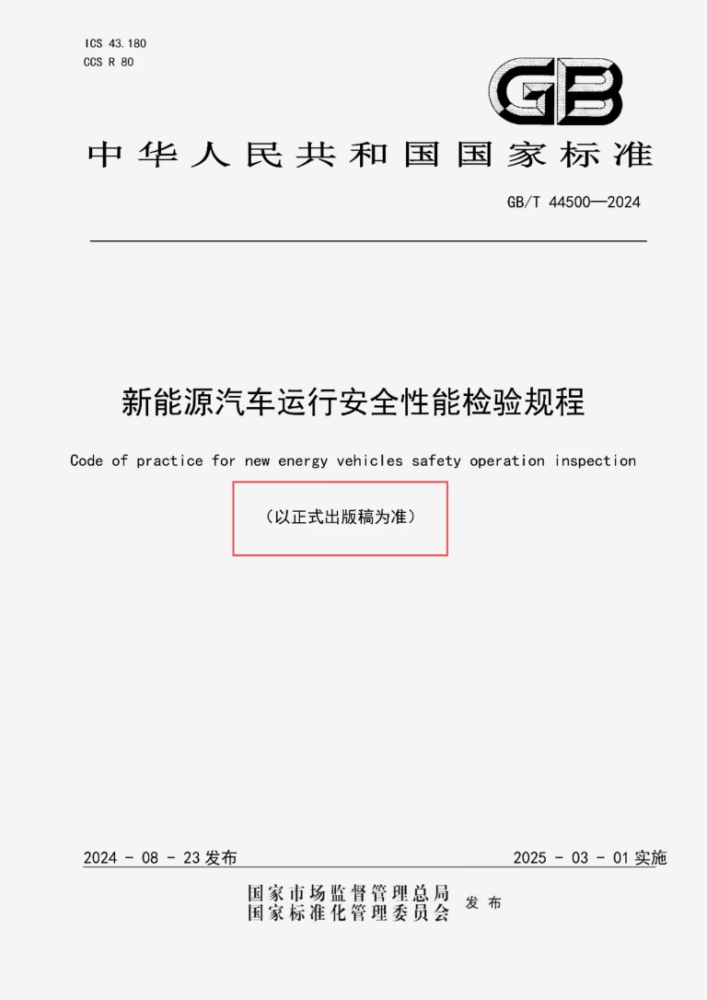 ICS 43.180
CCS R 80
GB
中华人民共和国国家标准
GB/T 44500—2024
新能源汽车运行安全性能检验规程
Code of practice for new energy vehicles safety operation inspection
（以正式出版稿为准）
2024 - 08 - 23 发布
2025 - 03 - 01 实施
国家市场监督管理总局
国家标准化管理委员会
发布